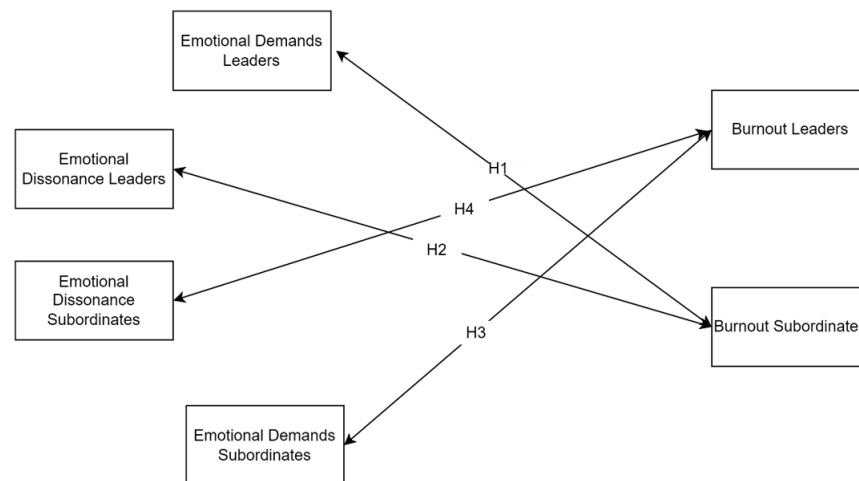 Emotional Demands
Leaders
Burnout Leaders
Emotional
Dissonance Leaders
H1
H4
H2
Emotional
Dissonance
Subordinates
Burnout Subordinate
H3
Emotional Demands
Subordinates